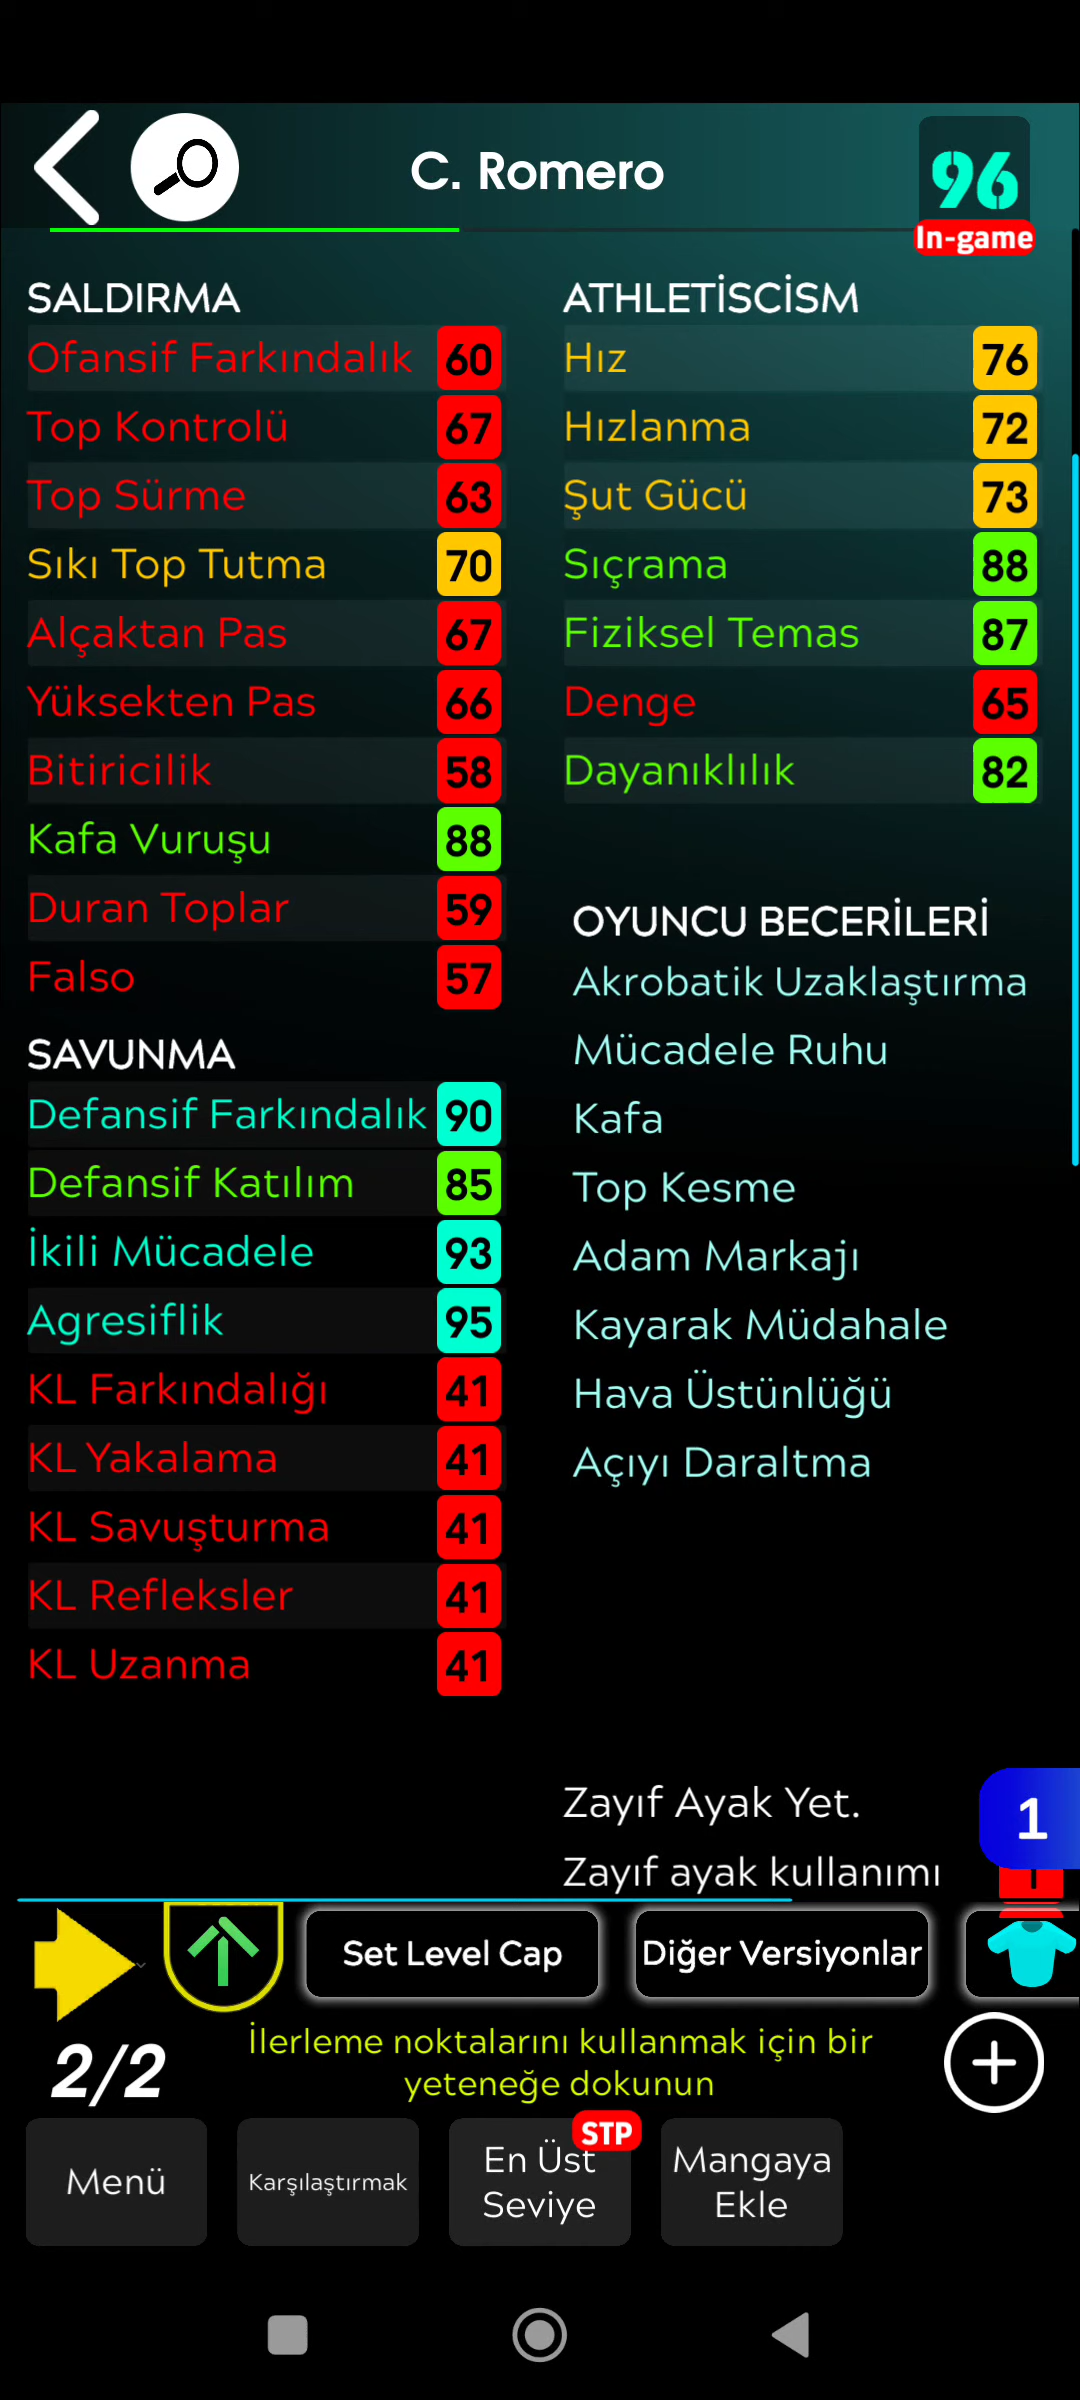 C. Romero
96
In-game
SALDIRMA
Ofansif Farkındalık 60
Top Kontrolü 67
Top Sürme 63
Sıkı Top Tutma 70
Alçaktan Pas 67
Yüksekten Pas 66
Bitiricilik 58
Kafa Vuruşu 88
Duran Toplar 59
Falso 57
SAVUNMA
Defansif Farkındalık 90
Defansif Katılım 85
İkili Mücadele 93
Agresiflik 95
KL Farkındalığı 41
KL Yakalama 41
KL Savuşturma 41
KL Refleksler 41
KL Uzanma 41
ATHLETİSCİSM
Hız 76
Hızlanma 72
Şut Gücü 73
Sıçrama 88
Fiziksel Temas 87
Denge 65
Dayanıklılık 82
OYUNCU BECERİLERİ
Akrobatik Uzaklaştırma
Mücadele Ruhu
Kafa
Top Kesme
Adam Markajı
Kayarak Müdahale
Hava Üstünlüğü
Açıyı Daraltma
Zayıf Ayak Yet.
1
Zayıf ayak kullanımı
Set Level Cap
Diğer Versiyonlar
2/2
İlerleme noktalarını kullanmak için bir
yeteneğe dokunun
Menü
Karşılaştırmak
STP
En Üst
Seviye
Mangaya
Ekle